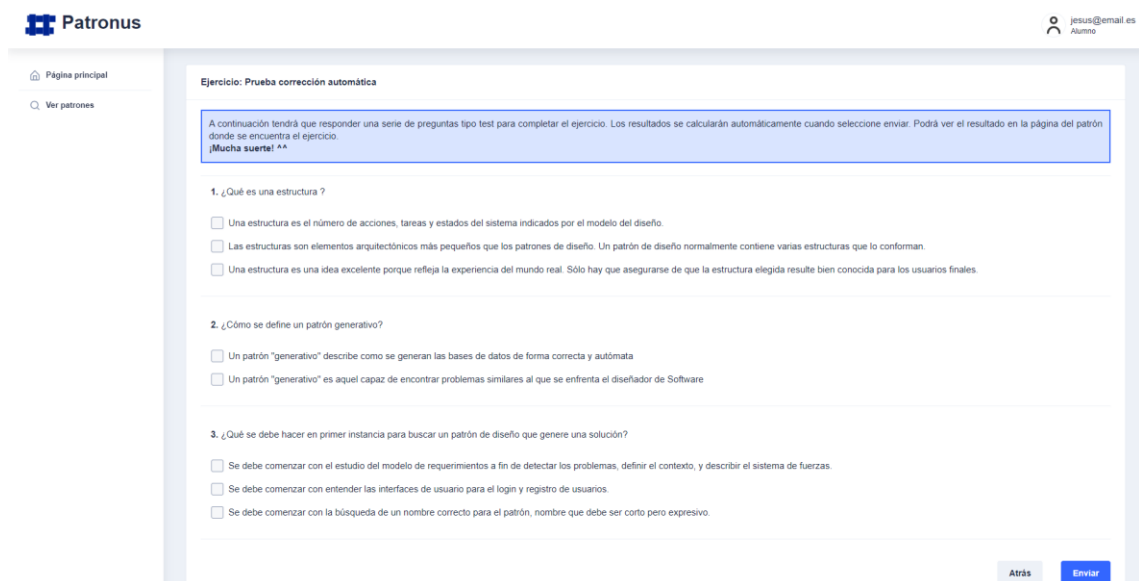 Patronus
jesus@email.es
Alumno
Página principal
Ver patrones
Ejercicio: Prueba corrección automática
A continuación tendrá que responder una serie de preguntas tipo test para completar el ejercicio. Los resultados se calcularán automáticamente cuando seleccione enviar. Podrá ver el resultado en la página del patrón
donde se encuentra el ejercicio.
¡Mucha suerte! ^^
1. ¿Qué es una estructura ?
Una estructura es el número de acciones, tareas y estados del sistema indicados por el modelo del diseño.
Las estructuras son elementos arquitectónicos más pequeños que los patrones de diseño. Un patrón de diseño normalmente contiene varias estructuras que lo conforman.
Una estructura es una idea excelente porque refleja la experiencia del mundo real. Sólo hay que asegurarse de que la estructura elegida resulte bien conocida para los usuarios finales.
2. ¿Cómo se define un patrón generativo?
Un patrón "generativo" describe como se generan las bases de datos de forma correcta y autómata
Un patrón "generativo" es aquel capaz de encontrar problemas similares al que se enfrenta el diseñador de Software
3. ¿Qué se debe hacer en primer instancia para buscar un patrón de diseño que genere una solución?
Se debe comenzar con el estudio del modelo de requerimientos a fin de detectar los problemas, definir el contexto, y describir el sistema de fuerzas.
Se debe comenzar con entender las interfaces de usuario para el login y registro de usuarios.
Se debe comenzar con la búsqueda de un nombre correcto para el patrón, nombre que debe ser corto pero expresivo.
Atrás
Enviar